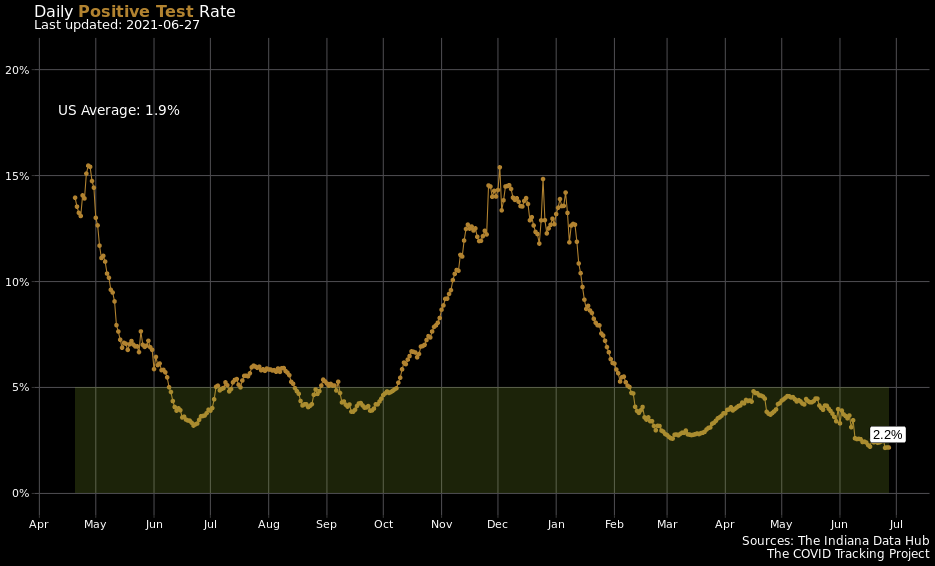 Daily Positive Test Rate
Last updated: 2021-06-27
20%
US Average: 1.9%
15%
10%
5%
2.2%
0%
Apr May Jun Jul Aug Sep Oct Nov Dec Jan Feb Mar Apr May Jun Jul
Sources: The Indiana Data Hub
The COVID Tracking Project